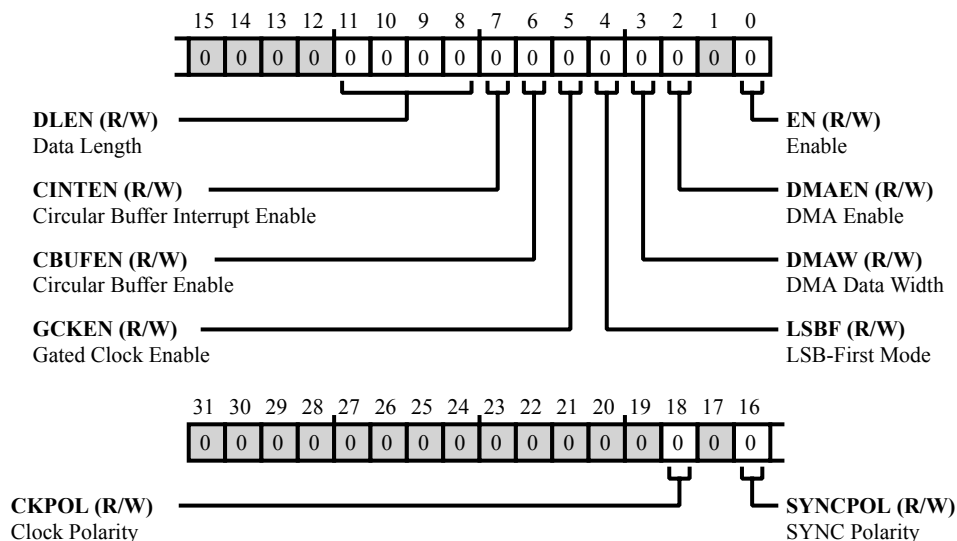 15 14 13 12 11 10 9 8 7 6 5 4 3 2 1 0
0 0 0 0 0 0 0 0 0 0 0 0 0 0 0 0
DLEN (R/W)
Data Length
EN (R/W)
Enable
CINTEN (R/W)
Circular Buffer Interrupt Enable
DMAEN (R/W)
DMA Enable
CBUFEN (R/W)
Circular Buffer Enable
DMAW (R/W)
DMA Data Width
GCKEN (R/W)
Gated Clock Enable
LSBF (R/W)
LSB-First Mode
31 30 29 28 27 26 25 24 23 22 21 20 19 18 17 16
0 0 0 0 0 0 0 0 0 0 0 0 0 0 0 0
CKPOL (R/W)
Clock Polarity
SYNCPOL (R/W)
SYNC Polarity